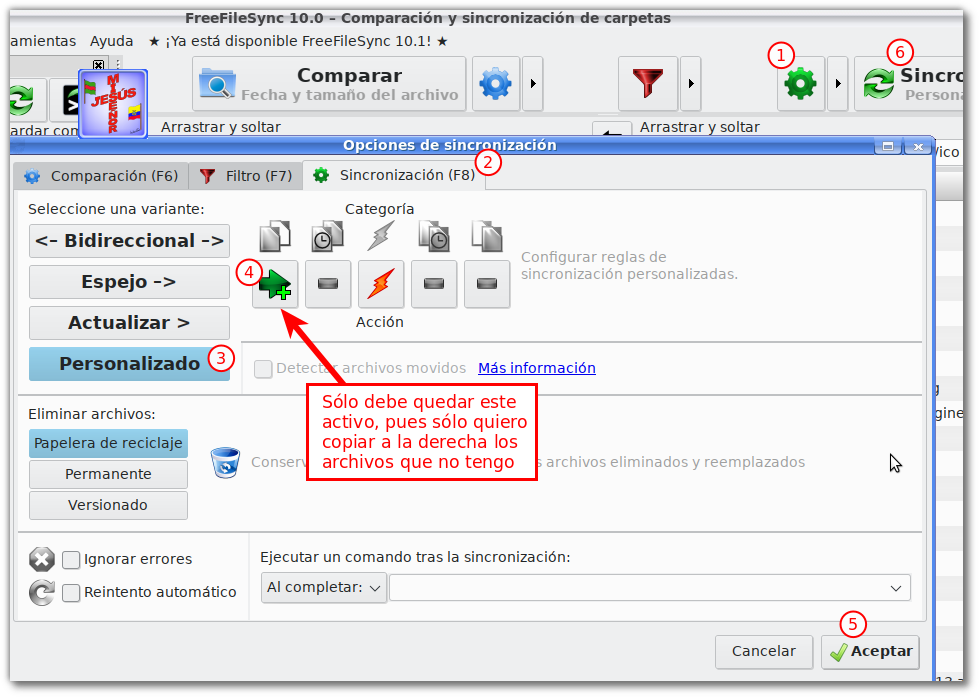 FreeFileSync 10.0 – Comparación y sincronización de carpetas
amientas Ayuda ★ ¡Ya está disponible FreeFileSync 10.1! ★
1
6
Comparar
Fecha y tamaño del archivo
Sincro
Persona
MISENOR
JESÚS
ardar con
Arrastrar y soltar
Arrastrar y soltar
Opciones de sincronización
/ico
2
Comparación (F6)
Filtro (F7)
Sincronización (F8)
Seleccione una variante:
Categoría
<– Bidireccional –>
Espejo –>
Actualizar >
Personalizado
3
4
Configurar reglas de
sincronización personalizadas.
Acción
Detectar archivos movidos
Más información
Sólo debe quedar este
activo, pues sólo quiero
copiar a la derecha los
archivos que no tengo
Eliminar archivos:
Papelera de reciclaje
Permanente
Versionado
Conserv
s archivos eliminados y reemplazados
gine
Ignorar errores
Reintento automático
Ejecutar un comando tras la sincronización:
Al completar:
5
Cancelar
Aceptar